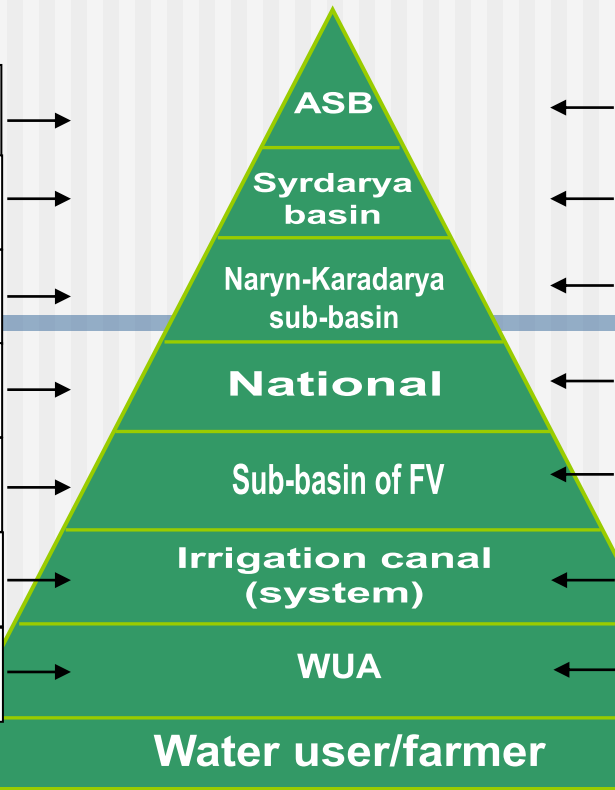 ASB
Syrdarya
basin
Naryn-Karadarya
sub-basin
National
Sub-basin of FV
Irrigation canal
(system)
WUA
Water user/farmer